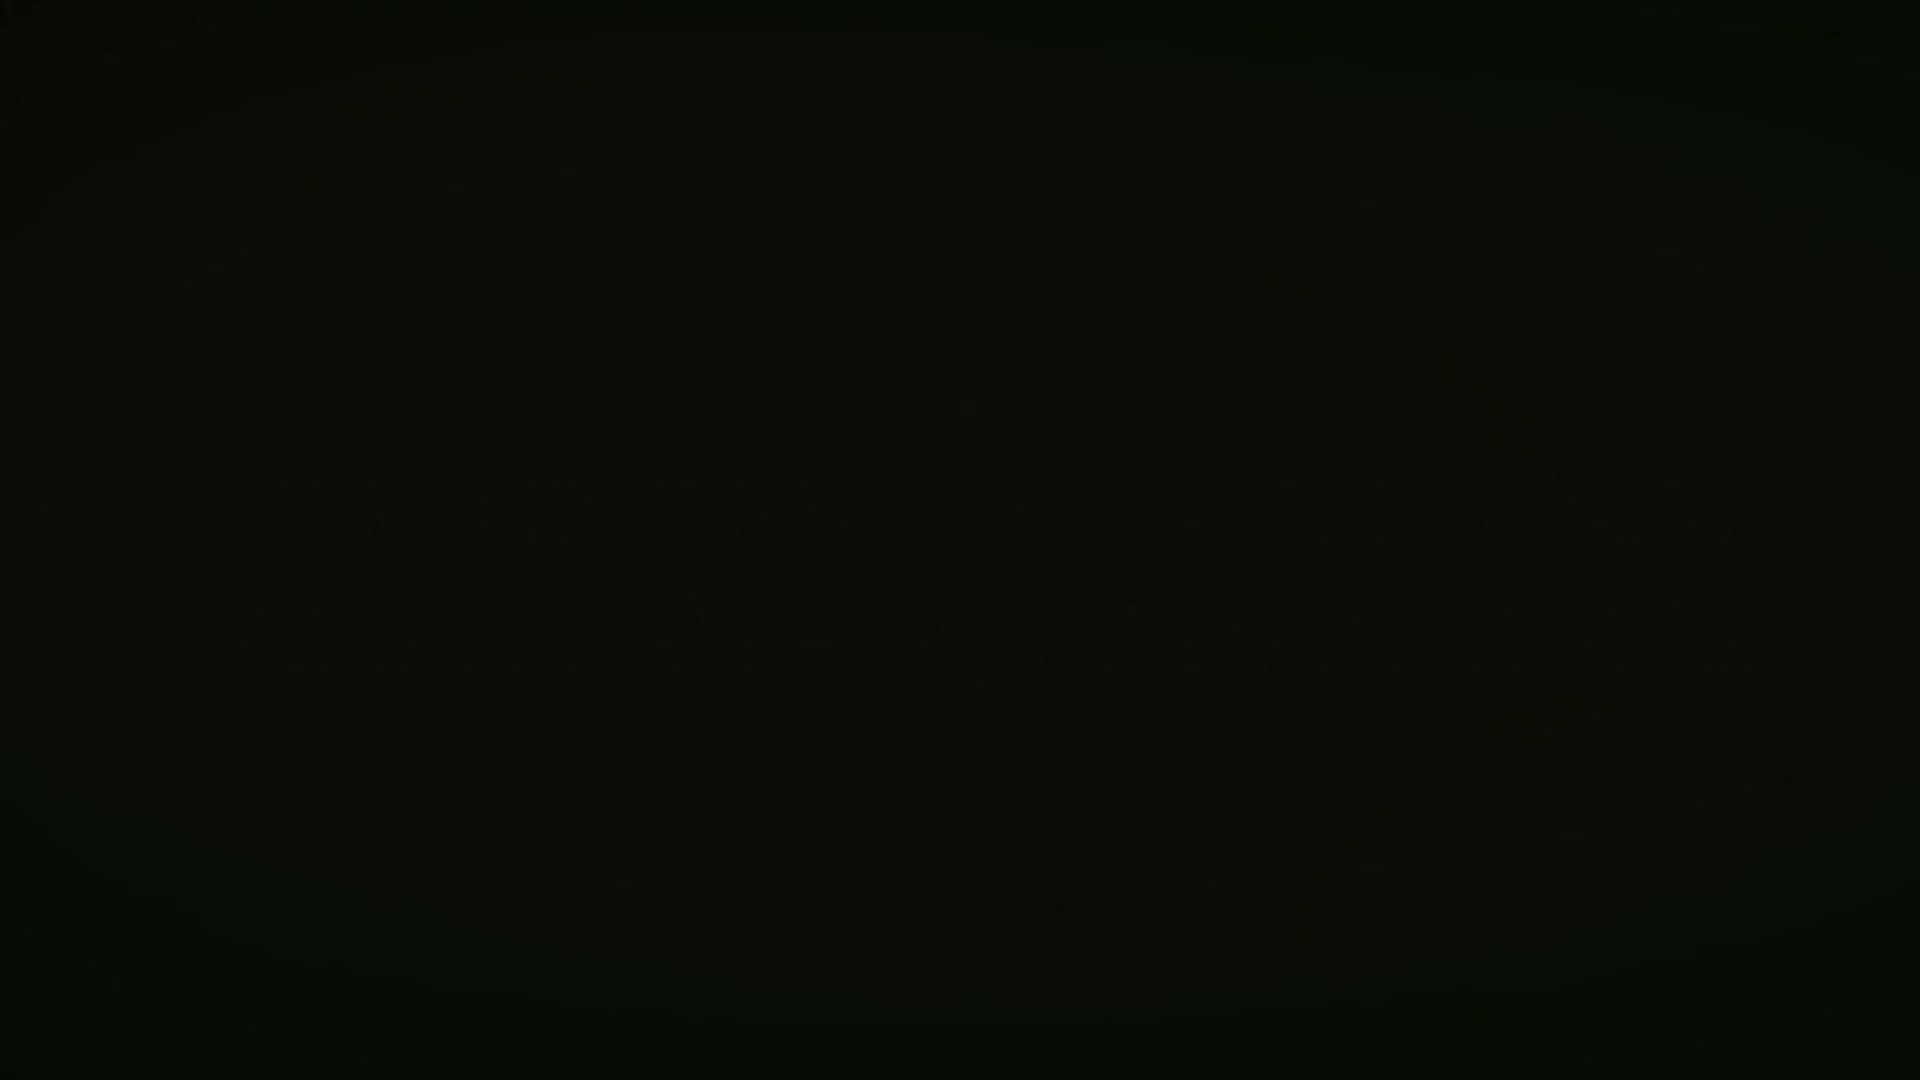 For dozens more "On the Job" videos,
please visit Dr. Energy Saver's website!